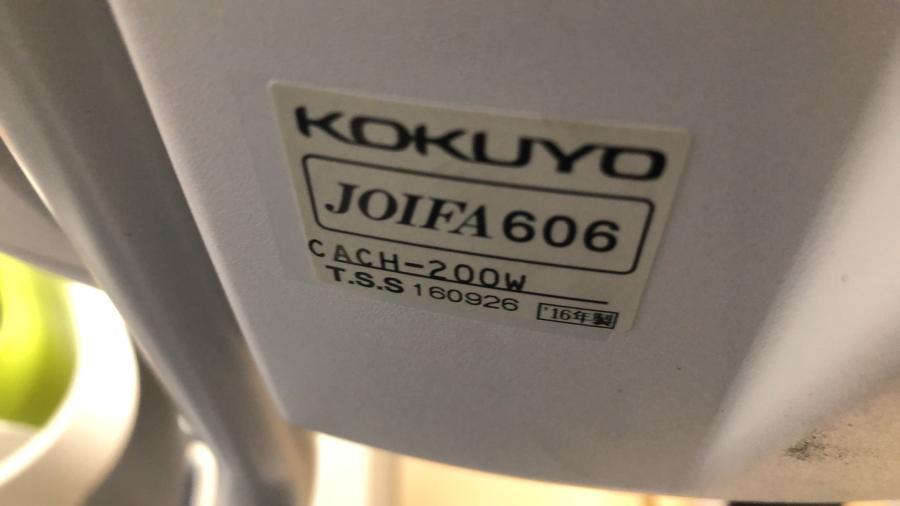 KOKUYO
JOIFA 606
CACH-200W
T.S.S 160926 '16年製